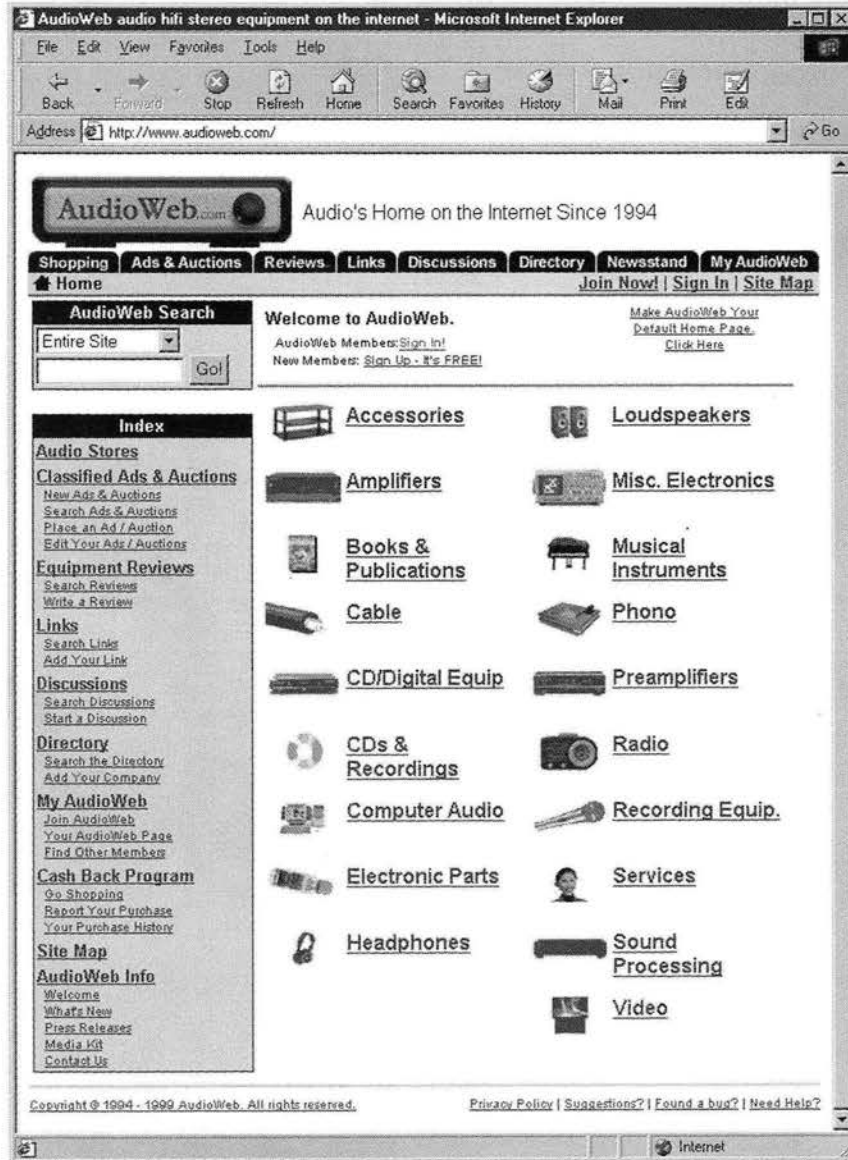 AudioWeb audio hifi stereo equipment on the internet - Microsoft Internet Explorer
File Edit View Favorites Tools Help
Back Forward Stop Refresh Home Search Favorites History Mail Print Edit
Address http://www.audioweb.com/ Go
AudioWeb.com Audio's Home on the Internet Since 1994
Shopping Ads & Auctions Reviews Links Discussions Directory Newsstand My AudioWeb
Home Join Now! | Sign In | Site Map
AudioWeb Search
Entire Site
Go!
Welcome to AudioWeb.
AudioWeb Members: Sign In!
New Members: Sign Up - It's FREE!
Make AudioWeb Your
Default Home Page.
Click Here
Index
Audio Stores
Classified Ads & Auctions
New Ads & Auctions
Search Ads & Auctions
Place an Ad / Auction
Edit Your Ads / Auctions
Equipment Reviews
Search Reviews
Write a Review
Links
Search Links
Add Your Link
Discussions
Search Discussions
Start a Discussion
Directory
Search the Directory
Add Your Company
My AudioWeb
Join AudioWeb
Your AudioWeb Page
Find Other Members
Cash Back Program
Go Shopping
Report Your Purchase
Your Purchase History
Site Map
AudioWeb Info
Welcome
What's New
Press Releases
Media Kit
Contact Us
Accessories
Amplifiers
Books &
Publications
Cable
CD/Digital Equip
CDs &
Recordings
Computer Audio
Electronic Parts
Headphones
Loudspeakers
Misc. Electronics
Musical
Instruments
Phono
Preamplifiers
Radio
Recording Equip.
Services
Sound
Processing
Video
Copyright © 1994 - 1999 AudioWeb. All rights reserved.
Privacy Policy | Suggestions? | Found a bug? | Need Help?
Internet